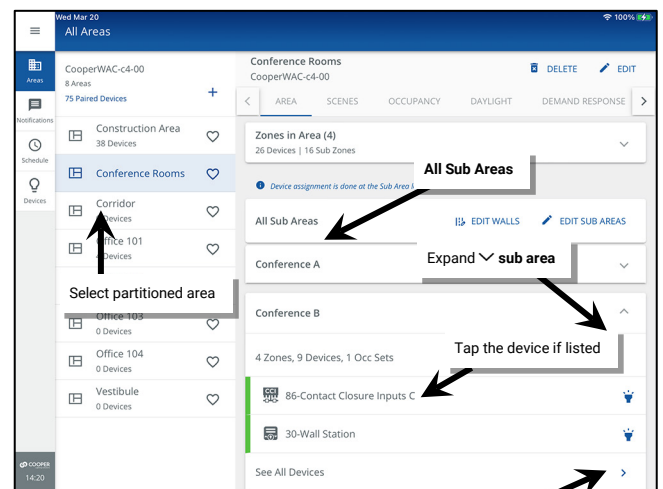 Wed Mar 20
100%
All Areas
Areas
Notifications
Schedule
Devices
COOPER
14:20
CooperWAC-c4-00
8 Areas
75 Paired Devices
+
Construction Area
38 Devices
Conference Rooms
Corridor
Devices
Office 101
Devices
Select partitioned area
Office 103
0 Devices
Office 104
0 Devices
Vestibule
0 Devices
Conference Rooms
CooperWAC-c4-00
DELETE
EDIT
AREA SCENES OCCUPANCY DAYLIGHT DEMAND RESPONSE
Zones in Area (4)
26 Devices | 16 Sub Zones
All Sub Areas
Device assignment is done at the Sub Area
All Sub Areas
EDIT WALLS
EDIT SUB AREAS
Conference A
Expand sub area
Conference B
4 Zones, 9 Devices, 1 Occ Sets
Tap the device if listed
CCI
86-Contact Closure Inputs C
30-Wall Station
See All Devices